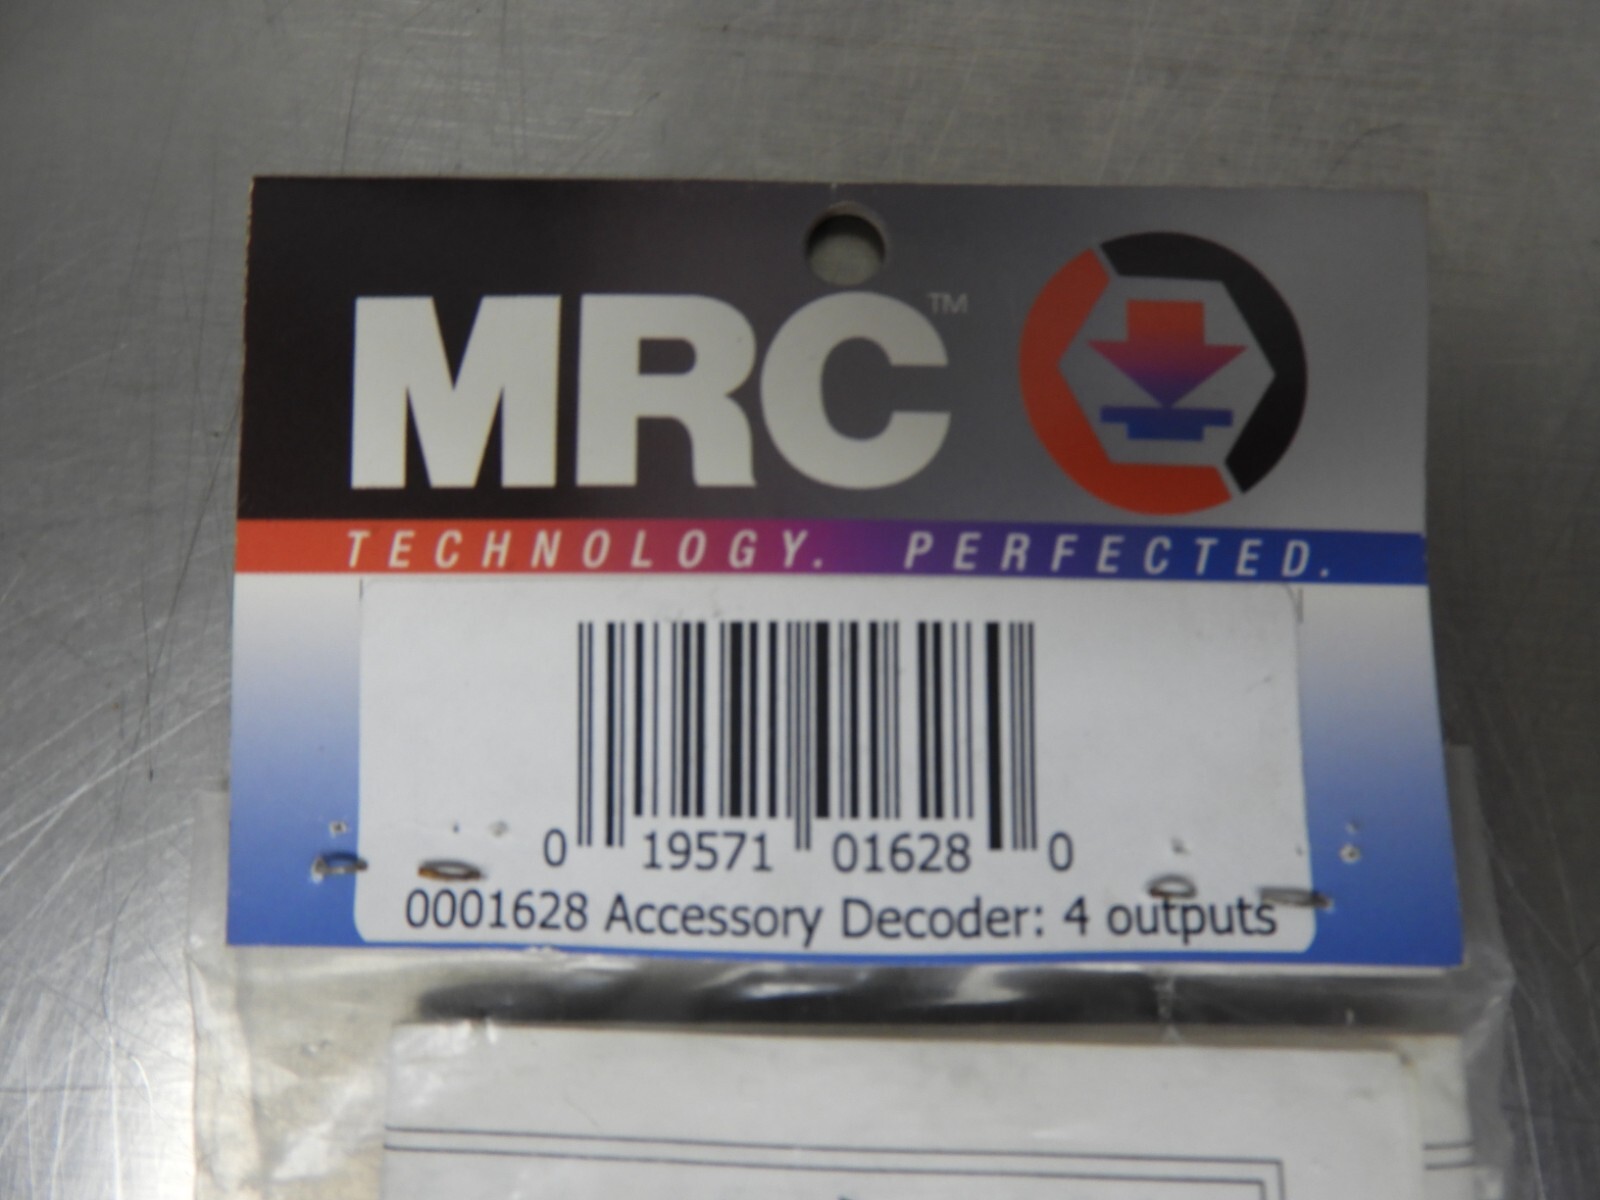 MRC™
TECHNOLOGY. PERFECTED.
0 19571 01628 0
0001628 Accessory Decoder: 4 outputs